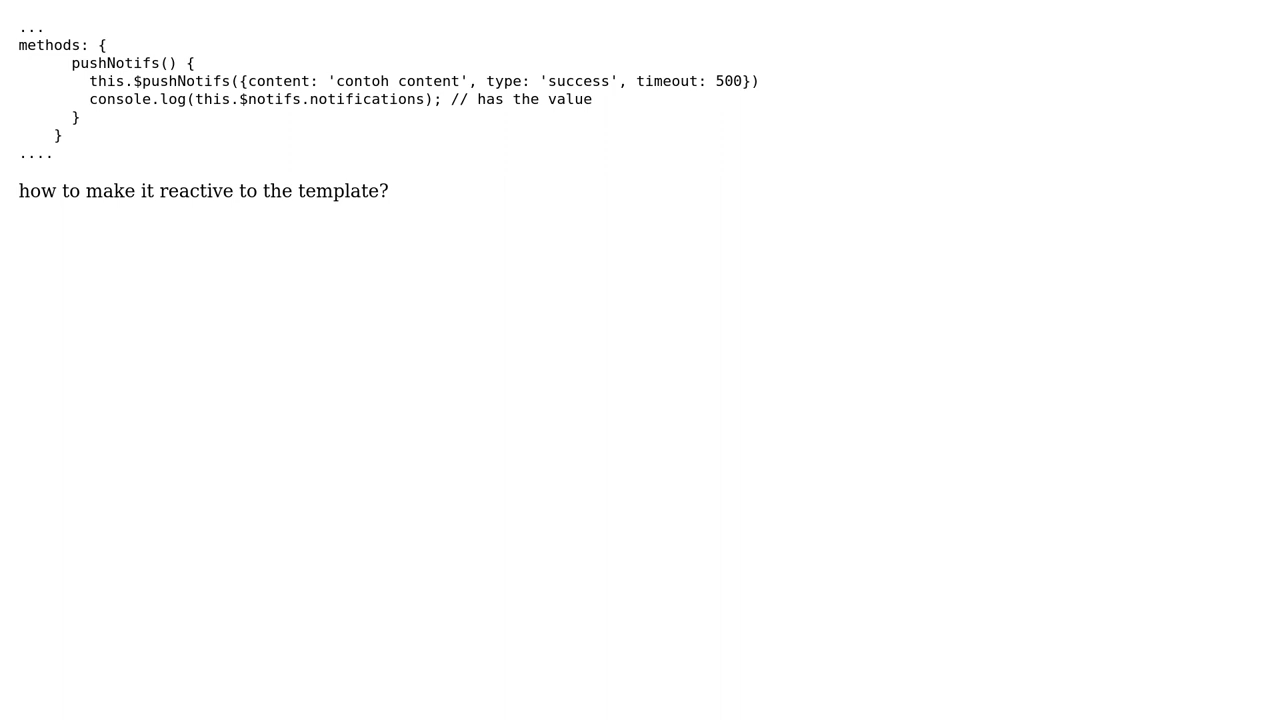 ...
methods: {
      pushNotifs() {
        this.$pushNotifs({content: 'contoh content', type: 'success', timeout: 500})
        console.log(this.$notifs.notifications); // has the value
      }
    }
....
how to make it reactive to the template?